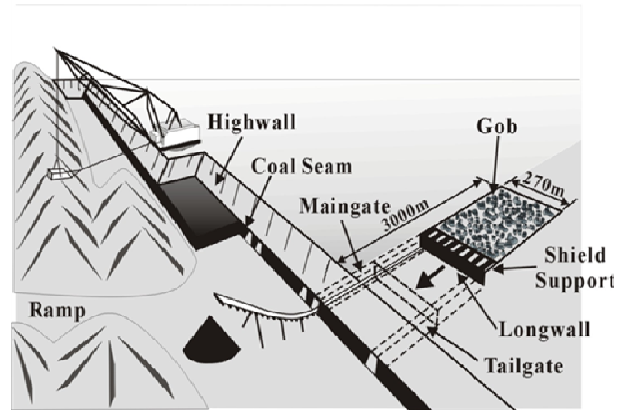 Highwall
Gob
Coal Seam
270m
Maingate
3000m
Shield
Support
Ramp
Longwall
Tailgate